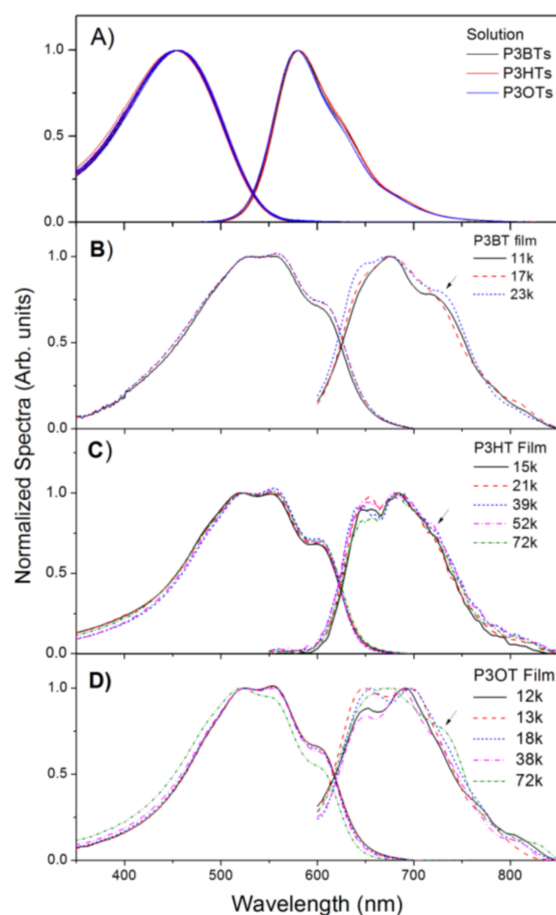 A)
Solution
P3BTs
P3HTs
P3OTs
1.0
0.5
0.0
B)
P3BT film
11k
17k
23k
1.0
0.5
0.0
C)
P3HT Film
15k
21k
39k
52k
72k
1.0
0.5
0.0
D)
P3OT Film
12k
13k
18k
38k
72k
1.0
0.5
0.0
400 500 600 700 800
Wavelength (nm)
Normalized Spectra (Arb. units)